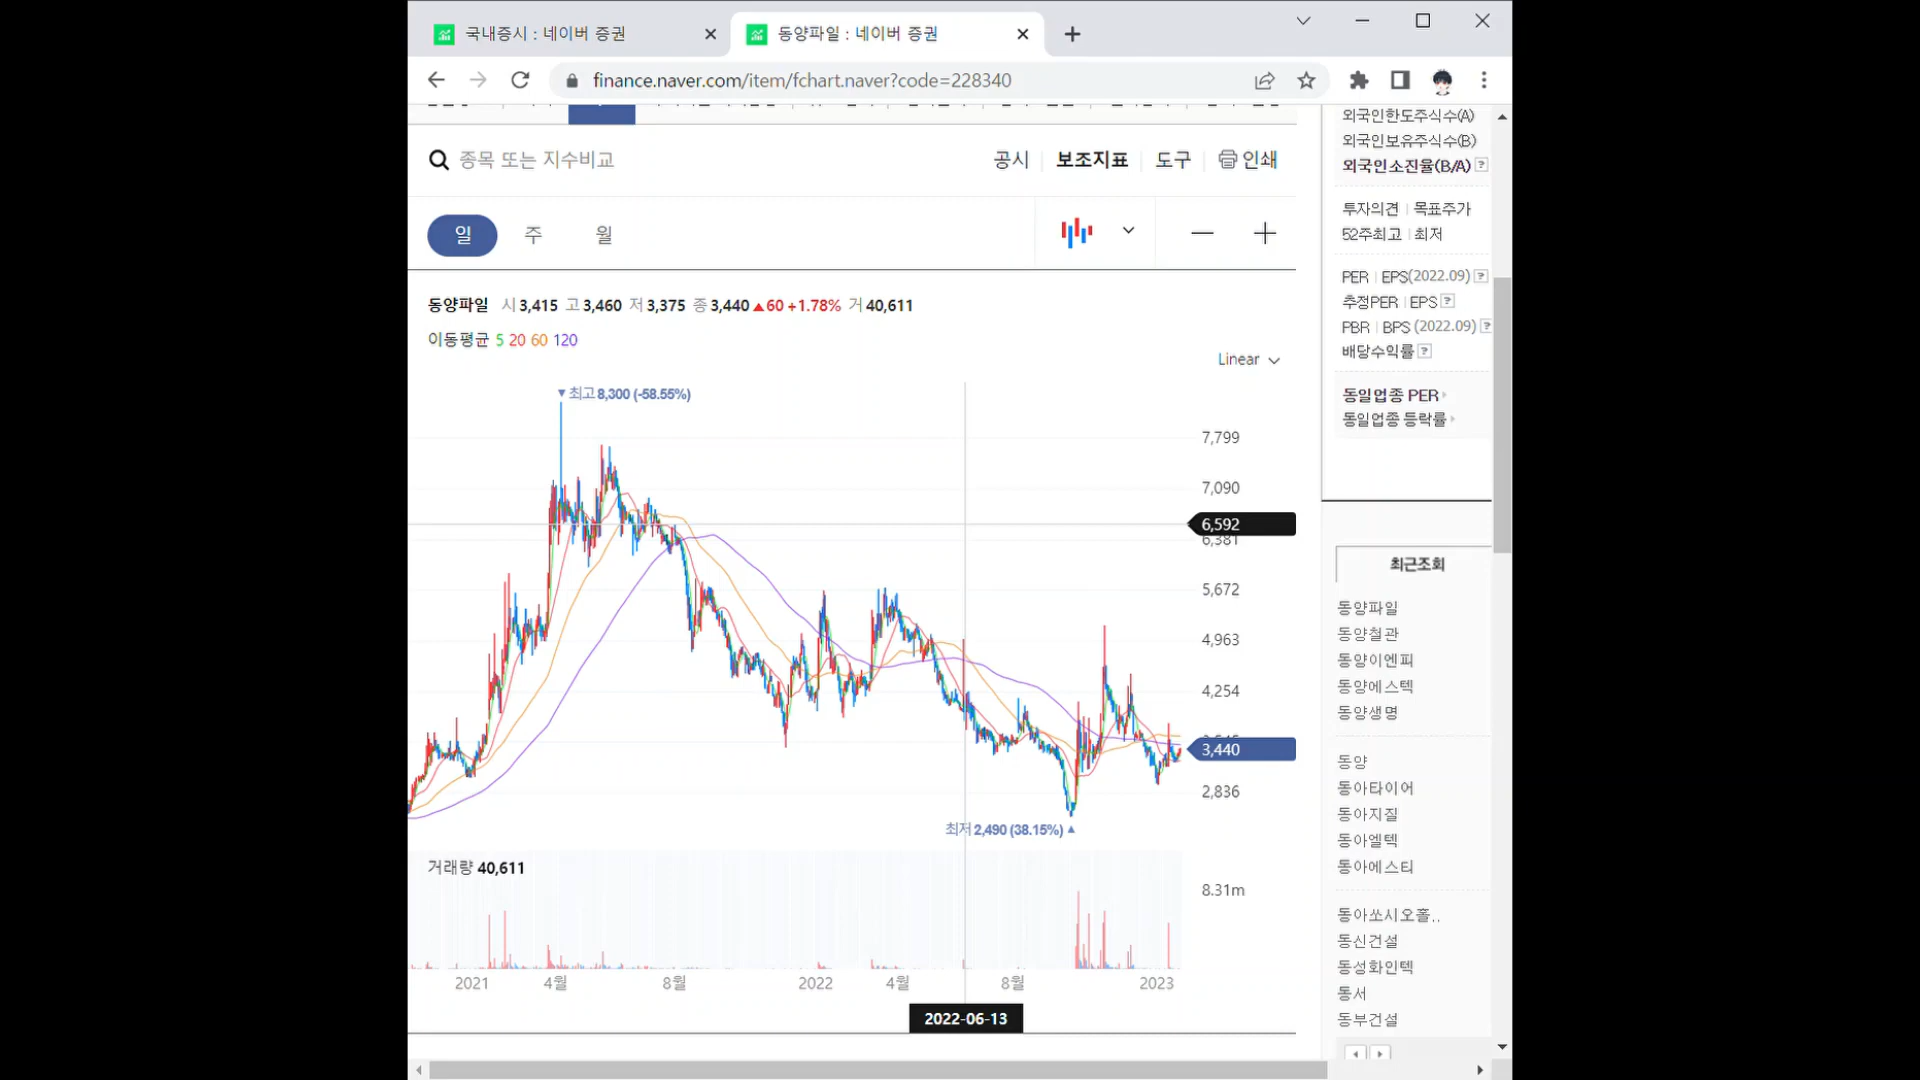 국내증시 : 네이버 증권
동양파일 : 네이버 증권
finance.naver.com/item/fchart.naver?code=228340
종목 또는 지수비교
공시 보조지표 도구 인쇄
일 주 월
동양파일 시 3,415 고 3,460 저 3,375 종 3,440 ▲60 +1.78% 거 40,611
이동평균 5 20 60 120
Linear
▼최고 8,300 (-58.55%)
7,799
7,090
6,592
6,381
5,672
4,963
4,254
3,440
2,836
최저 2,490 (38.15%) ▲
거래량 40,611
8.31m
2021 4월 8월 2022 4월 8월 2023
2022-06-13
외국인한도주식수(A)
외국인보유주식수(B)
외국인소진율(B/A) ?
투자의견 | 목표주가
52주최고 | 최저
PER | EPS(2022.09) ?
추정PER | EPS ?
PBR | BPS (2022.09) ?
배당수익률 ?
동일업종 PER
동일업종 등락률
최근조회
동양파일
동양철관
동양이엔피
동양에스텍
동양생명
동양
동아타이어
동아지질
동아엘텍
동아에스티
동아쏘시오홀..
동신건설
동성화인텍
동서
동부건설